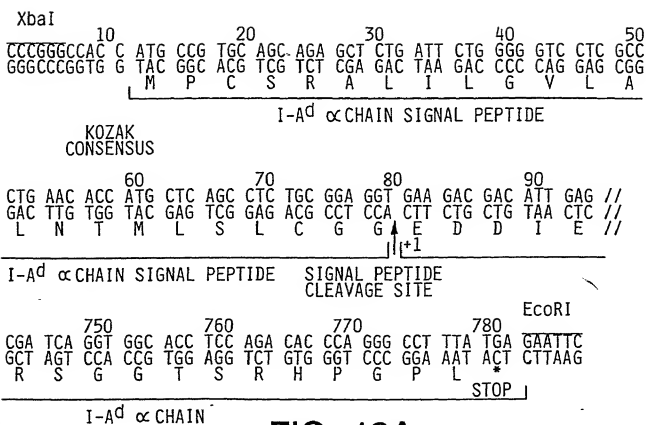 XbaI
10 20 30 40 50
CCCGGGCCAC C ATG CCG TGC AGC AGA GCT CTG ATT CTG GGG GTC CTC GCC
GGGCCCGGTG G TAC GGC ACG TCG TCT CGA GAC TAA GAC CCC CAG GAG CGG
M P C S R A L I L G V L A
I-Ad ∝CHAIN SIGNAL PEPTIDE
KOZAK
CONSENSUS
60 70 80 90
CTG AAC ACC ATG CTC AGC CTC TGC GGA GGT GAA GAC GAC ATT GAG //
GAC TTG TGG TAC GAG TCG GAG ACG CCT CCA CTT CTG CTG TAA CTC //
L N T M L S L C G G E D D I E //
+1
I-Ad ∝CHAIN SIGNAL PEPTIDE SIGNAL PEPTIDE
CLEAVAGE SITE
EcoRI
750 760 770 780
CGA TCA GGT GGC ACC TCC AGA CAC CCA GGG CCT TTA TGA GAATTC
GCT AGT CCA CCG TGG AGG TCT GTG GGT CCC GGA AAT ACT CTTAAG
R S G G T S R H P G P L *
STOP
I-Ad ∝CHAIN